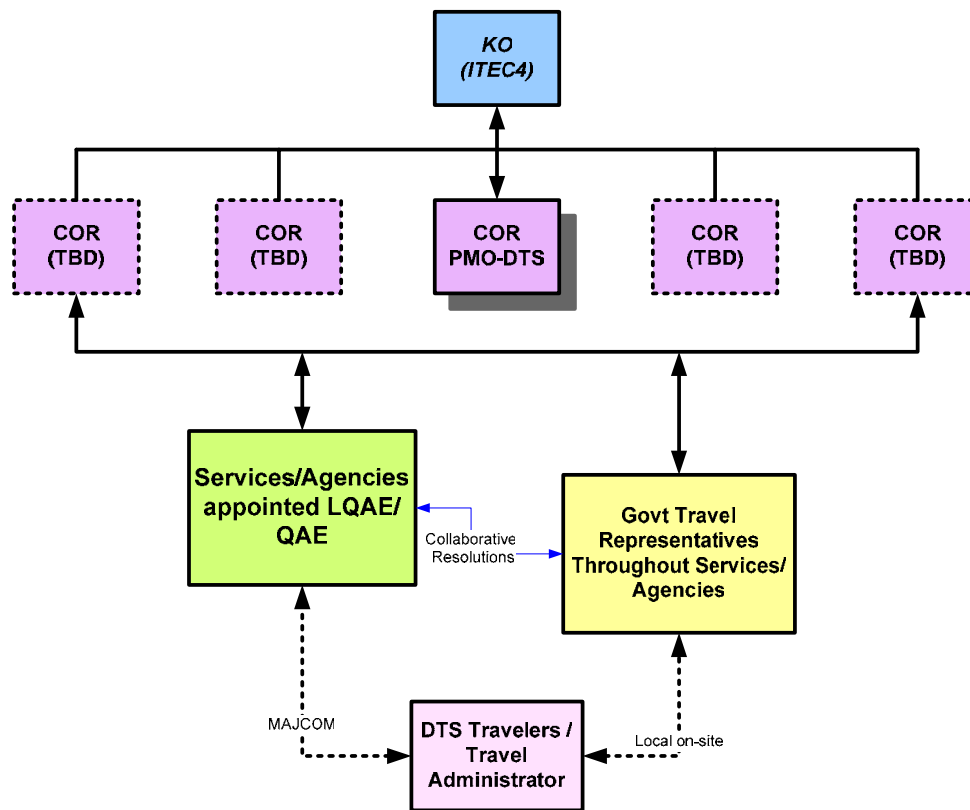 KO
(ITEC4)
COR
(TBD)
COR
(TBD)
COR
PMO-DTS
COR
(TBD)
COR
(TBD)
Services/Agencies
appointed LQAE/
QAE
Collaborative
Resolutions
Govt Travel
Representatives
Throughout Services/
Agencies
MAJCOM
DTS Travelers /
Travel
Administrator
Local on-site